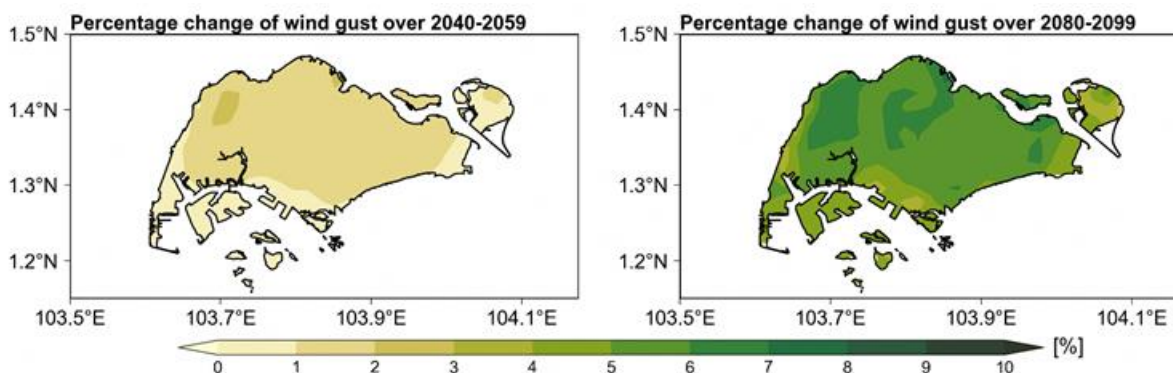 Percentage change of wind gust over 2040-2059
Percentage change of wind gust over 2080-2099
1.5°N
1.4°N
1.3°N
1.2°N
103.5°E 103.7°E 103.9°E 104.1°E
1.5°N
1.4°N
1.3°N
1.2°N
103.5°E 103.7°E 103.9°E 104.1°E
0 1 2 3 4 5 6 7 8 9 10 [%]